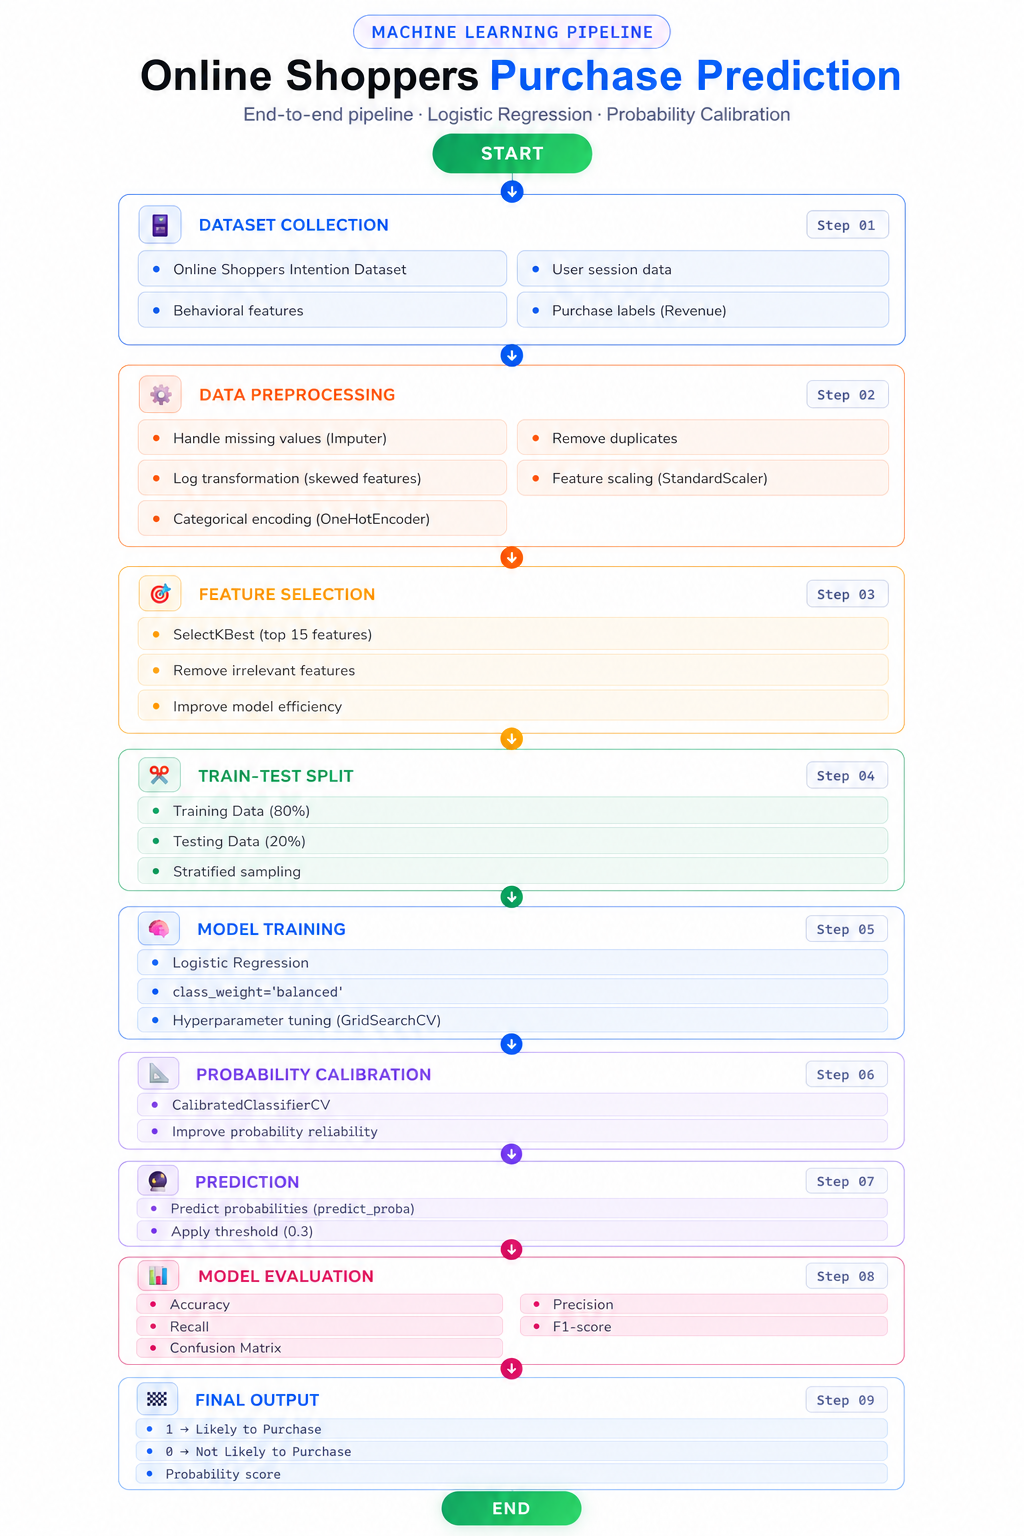 MACHINE LEARNING PIPELINE
Online Shoppers Purchase Prediction
End-to-end pipeline · Logistic Regression · Probability Calibration
START
DATASET COLLECTION
Step 01
Online Shoppers Intention Dataset
User session data
Behavioral features
Purchase labels (Revenue)
DATA PREPROCESSING
Step 02
Handle missing values (Imputer)
Remove duplicates
Log transformation (skewed features)
Feature scaling (StandardScaler)
Categorical encoding (OneHotEncoder)
FEATURE SELECTION
Step 03
SelectKBest (top 15 features)
Remove irrelevant features
Improve model efficiency
TRAIN-TEST SPLIT
Step 04
Training Data (80%)
Testing Data (20%)
Stratified sampling
MODEL TRAINING
Step 05
Logistic Regression
class_weight='balanced'
Hyperparameter tuning (GridSearchCV)
PROBABILITY CALIBRATION
Step 06
CalibratedClassifierCV
Improve probability reliability
PREDICTION
Step 07
Predict probabilities (predict_proba)
Apply threshold (0.3)
MODEL EVALUATION
Step 08
Accuracy
Precision
Recall
F1-score
Confusion Matrix
FINAL OUTPUT
Step 09
1 → Likely to Purchase
0 → Not Likely to Purchase
Probability score
END